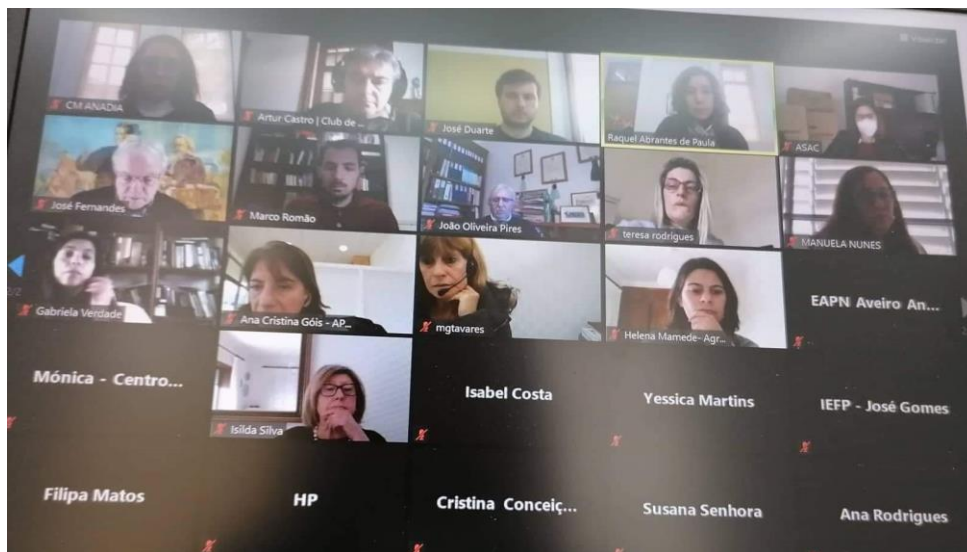 CM ANADIA
Artur Castro | Club de ...
José Duarte
Raquel Abrantes de Paula
ASAC
José Fernandes
Marco Romão
João Oliveira Pires
teresa rodrigues
MANUELA NUNES
Gabriela Verdade
Ana Cristina Góis - AP...
mgtavares
Helena Mamede- Agr...
EAPN Aveiro An...
Mónica - Centro...
Isilda Silva
Isabel Costa
Yessica Martins
IEFP - José Gomes
Filipa Matos
HP
Cristina Conceiç...
Susana Senhora
Ana Rodrigues